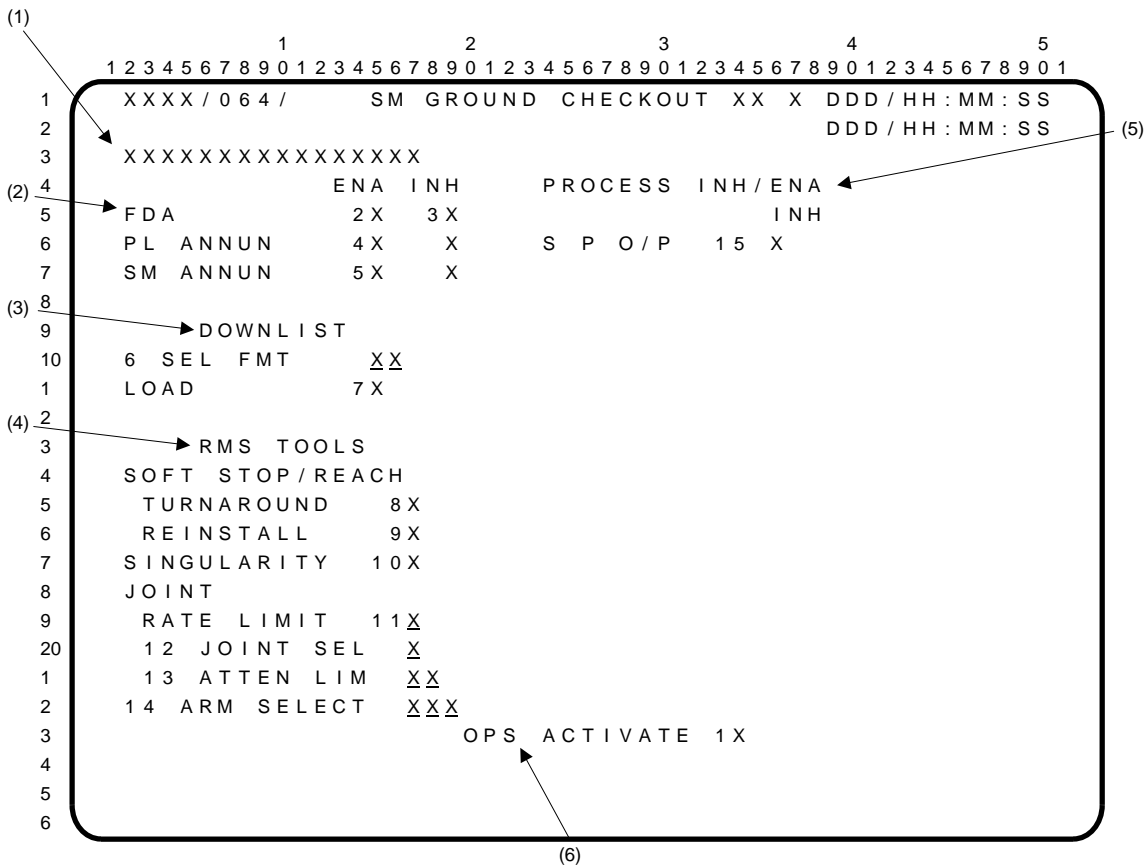 (1)
1 2 3 4 5
1 2 3 4 5 6 7 8 9 0 1 2 3 4 5 6 7 8 9 0 1 2 3 4 5 6 7 8 9 0 1 2 3 4 5 6 7 8 9 0 1 2 3 4 5 6 7 8 9 0 1
1 XXXX/064/ SM GROUND CHECKOUT XX X DDD/HH:MM:SS
2 DDD/HH:MM:SS (5)
3 XXXXXXXXXXXXXXXX
4 ENA INH PROCESS INH/ENA
(2)
5 FDA 2X 3X INH
6 PL ANNUN 4X X S P O/P 15 X
7 SM ANNUN 5X X
8
(3)
9 DOWNLIST
10 6 SEL FMT XX
1 LOAD 7X
2
(4)
3 RMS TOOLS
4 SOFT STOP/REACH
5 TURNAROUND 8X
6 REINSTALL 9X
7 SINGULARITY 10X
8 JOINT
9 RATE LIMIT 11X
20 12 JOINT SEL X
1 13 ATTEN LIM XX
2 14 ARM SELECT XXX
3 OPS ACTIVATE 1X
4
5
6
(6)